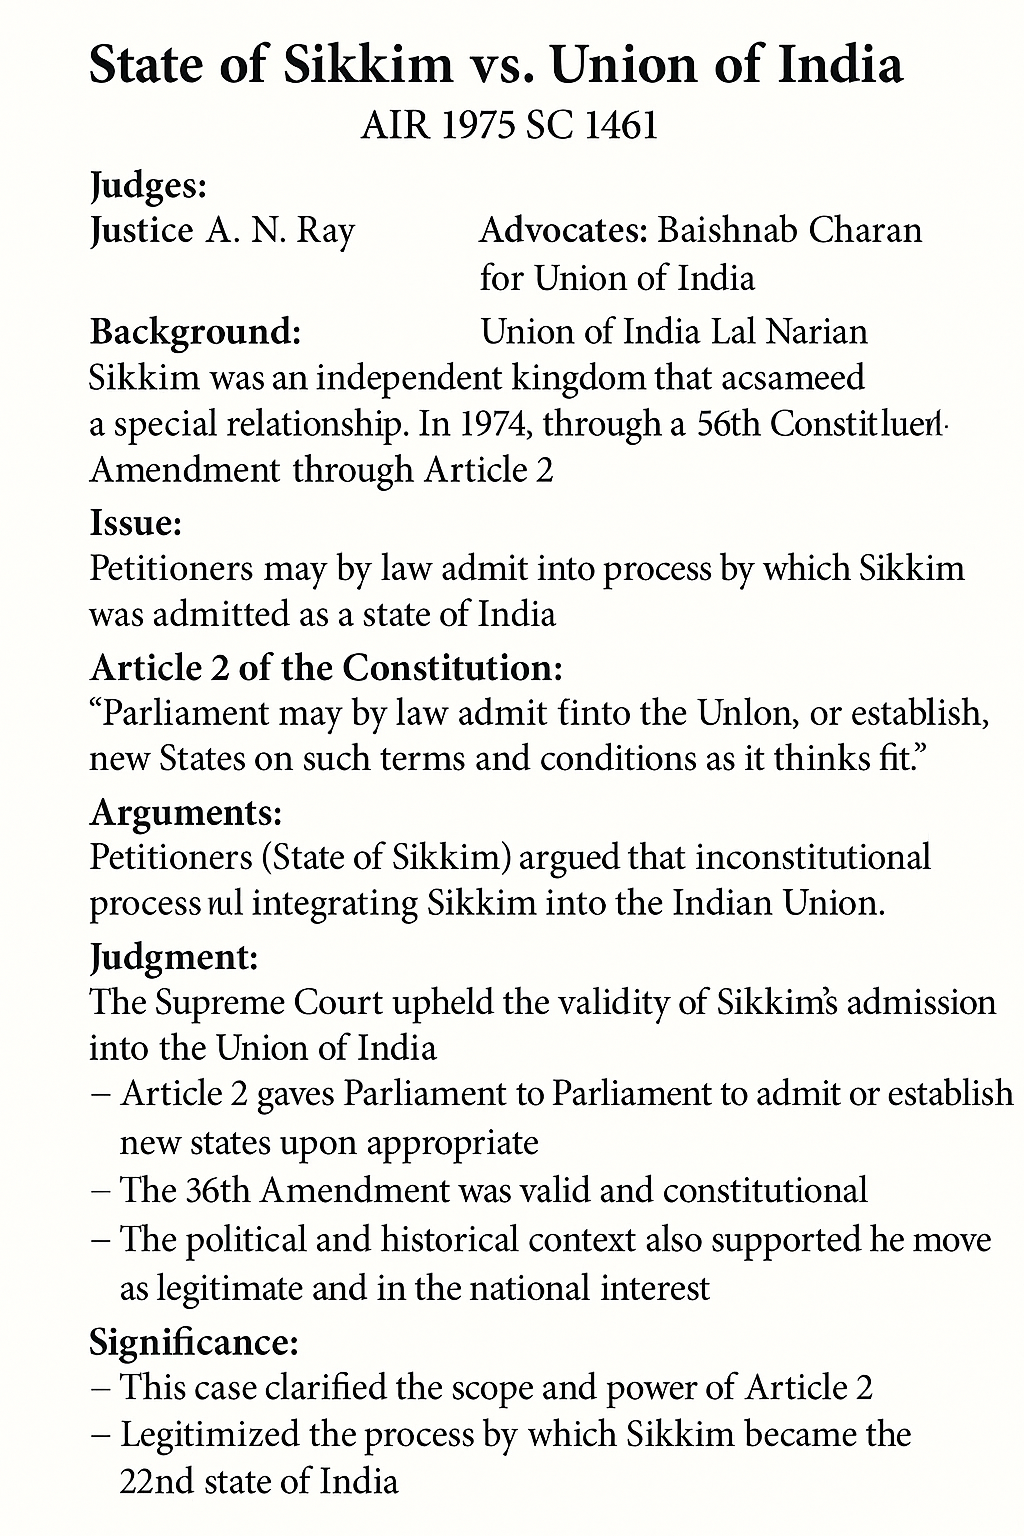 State of Sikkim vs. Union of India
AIR 1975 SC 1461
Judges:
Justice A. N. Ray
Advocates: Baishnab Charan
for Union of India
Union of India Lal Narian
Background:
Sikkim was an independent kingdom that acsameed
a special relationship. In 1974, through a 56th
Amendment through Article 2
Issue:
Petitioners may by law admit into process by which Sikkim
was admitted as a state of India
Article 2 of the Constitution:
“Parliament may by law admit finto the Unlon, or establish,
new States on such terms and conditions as it thinks fit.”
Arguments:
Petitioners (State of Sikkim) argued that inconstitutional
process integrating Sikkim into the Indian Union.
Judgment:
The Supreme Court upheld the validity of Sikkim’s admission
into the Union of India
– Article 2 gaves Parliament to Parliament to admit or establish
new states upon appropriate
– The 36th Amendment was valid and constitutional
– The political and historical context also supported he move
as legitimate and in the national interest
Significance:
– This case clarified the scope and power of Article 2
– Legitimized the process by which Sikkim became the
22nd state of India